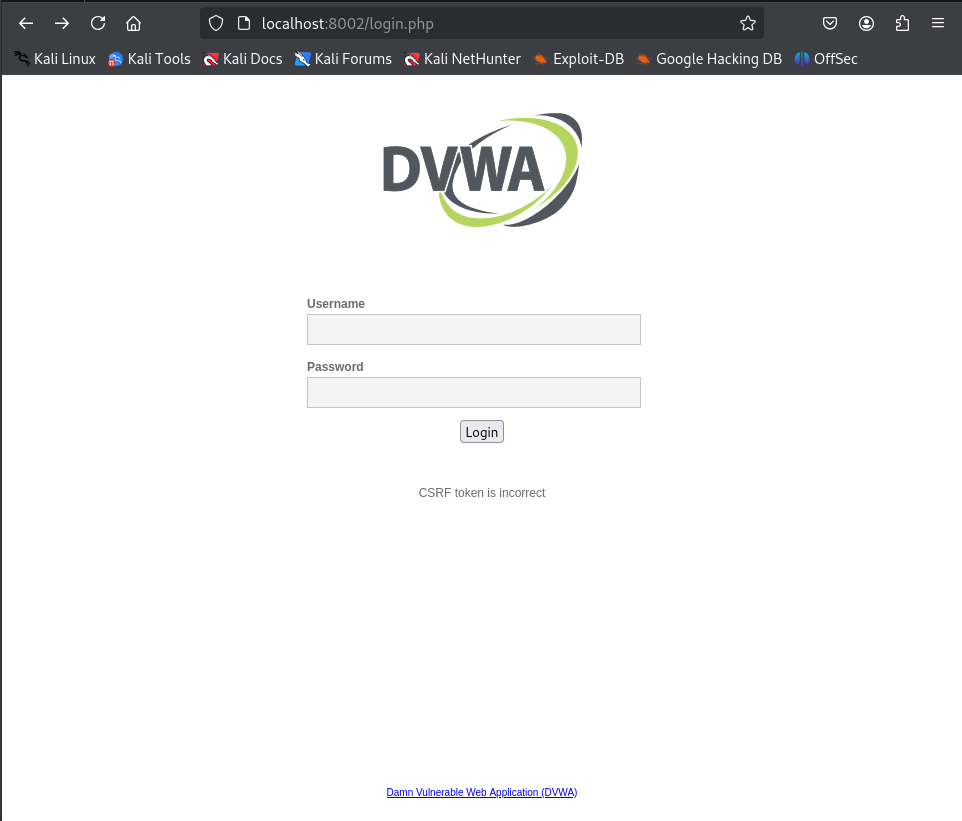 localhost:8002/login.php
Kali Linux Kali Tools Kali Docs Kali Forums Kali NetHunter Exploit-DB Google Hacking DB OffSec
DVWA
Username
Password
Login
CSRF token is incorrect
Damn Vulnerable Web Application (DVWA)